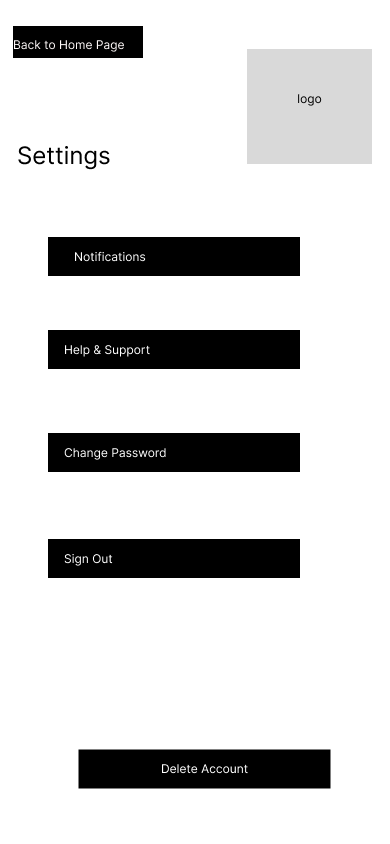 Back to Home Page
logo
Settings
Notifications
Help & Support
Change Password
Sign Out
Delete Account